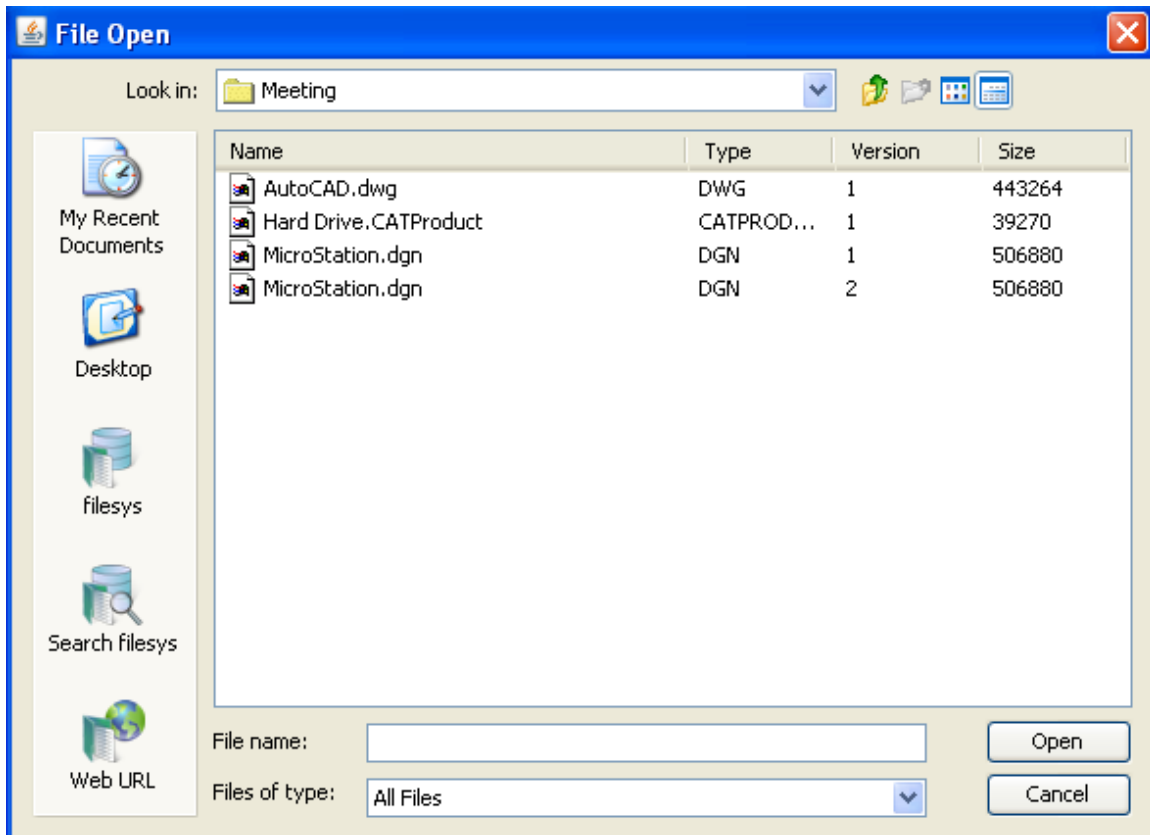 File Open
Look in: Meeting
Name Type Version Size
AutoCAD.dwg DWG 1 443264
Hard Drive.CATProduct CATPROD... 1 39270
MicroStation.dgn DGN 1 506880
MicroStation.dgn DGN 2 506880
My Recent
Documents
Desktop
filesys
Search filesys
Web URL
File name: Open
Files of type: All Files Cancel